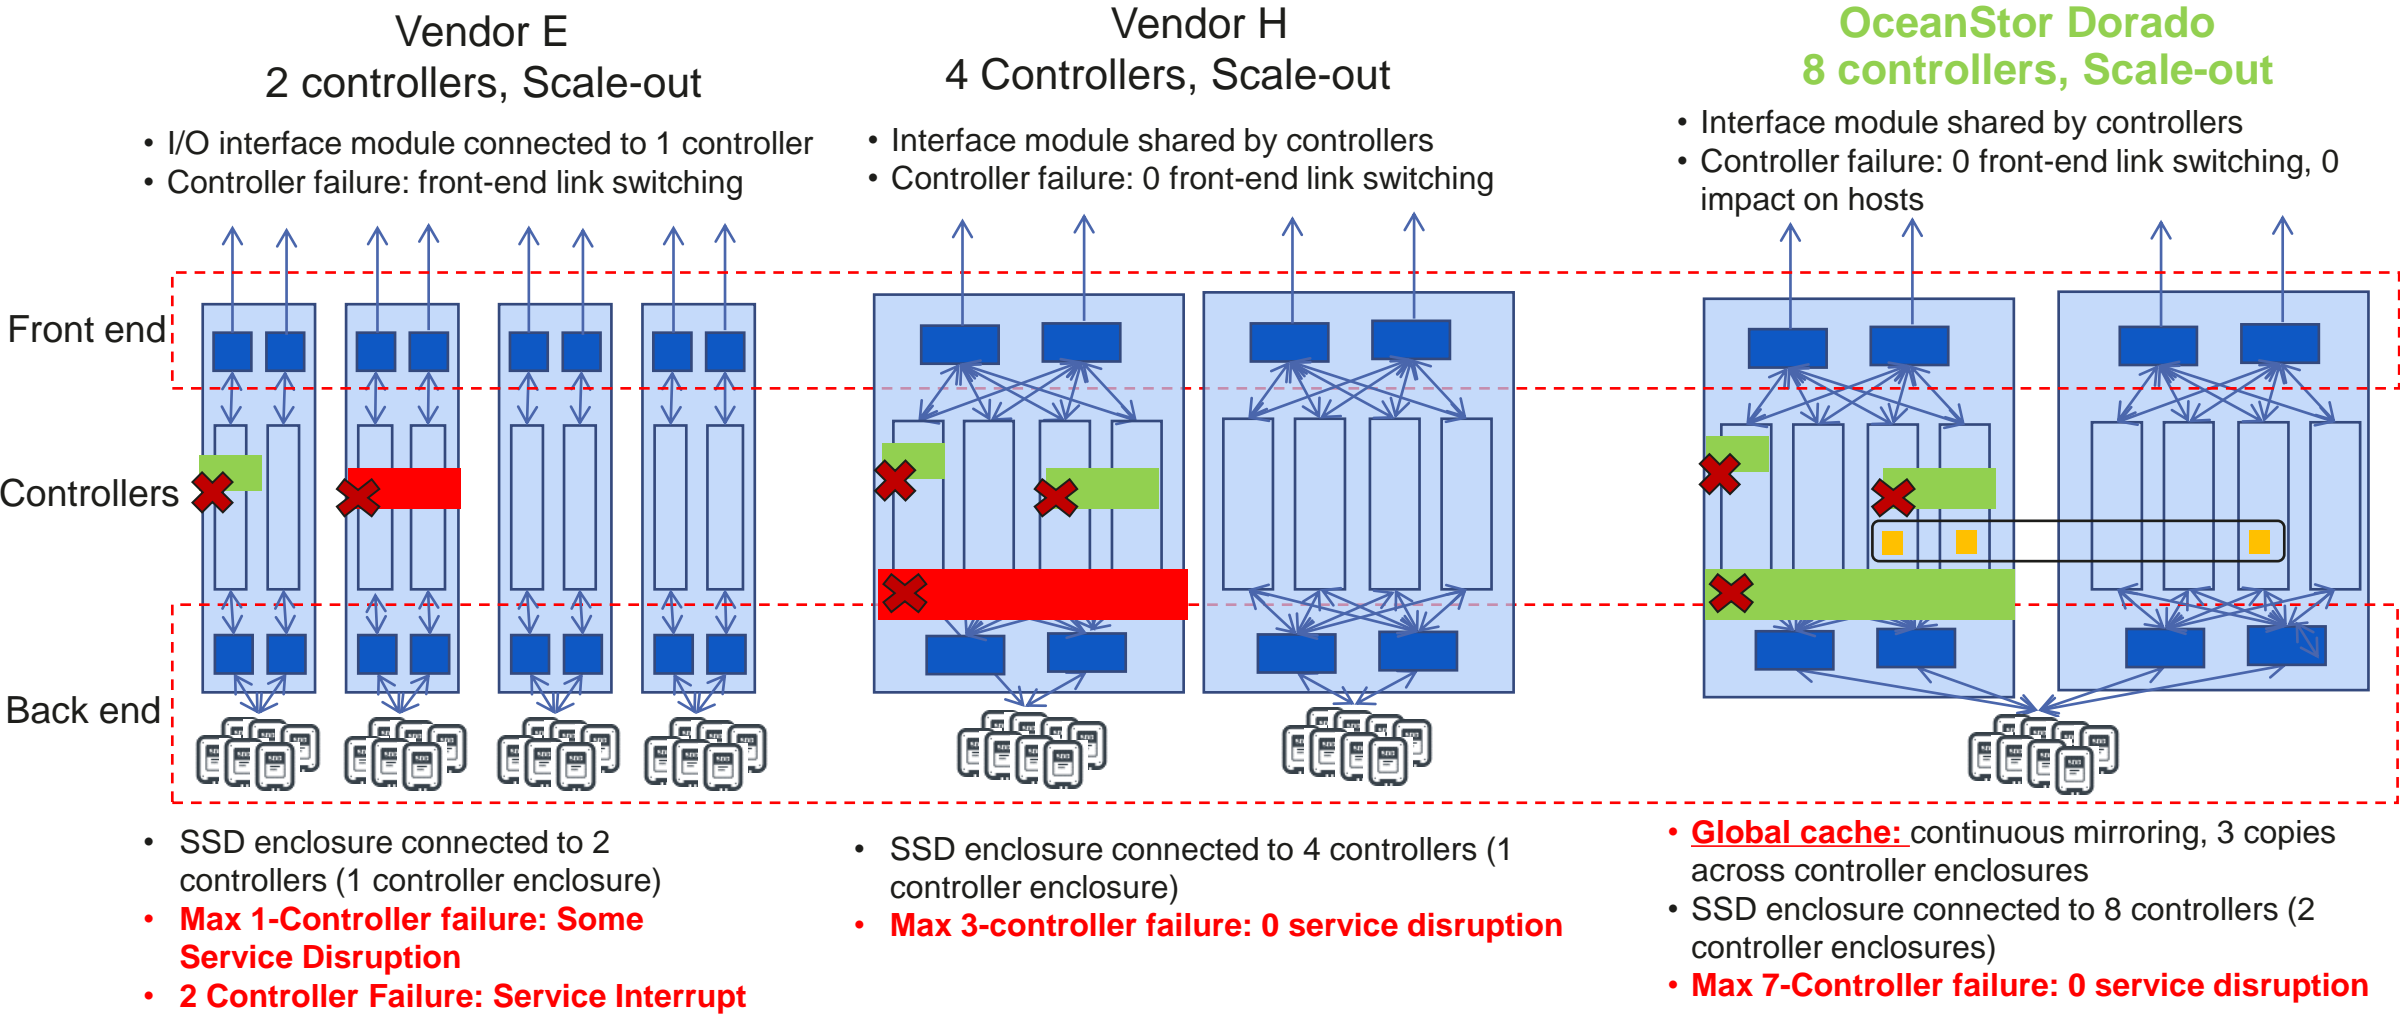 Vendor E
2 controllers, Scale-out
• I/O interface module connected to 1 controller
• Controller failure: front-end link switching
Vendor H
4 Controllers, Scale-out
• Interface module shared by controllers
• Controller failure: 0 front-end link switching
OceanStor Dorado
8 controllers, Scale-out
• Interface module shared by controllers
• Controller failure: 0 front-end link switching, 0
impact on hosts
Front end
Controllers
Back end
• SSD enclosure connected to 2
controllers (1 controller enclosure)
• Max 1-Controller failure: Some
Service Disruption
• 2 Controller Failure: Service Interrupt
• SSD enclosure connected to 4 controllers (1
controller enclosure)
• Max 3-controller failure: 0 service disruption
• Global cache: continuous mirroring, 3 copies
across controller enclosures
• SSD enclosure connected to 8 controllers (2
controller enclosures)
• Max 7-Controller failure: 0 service disruption